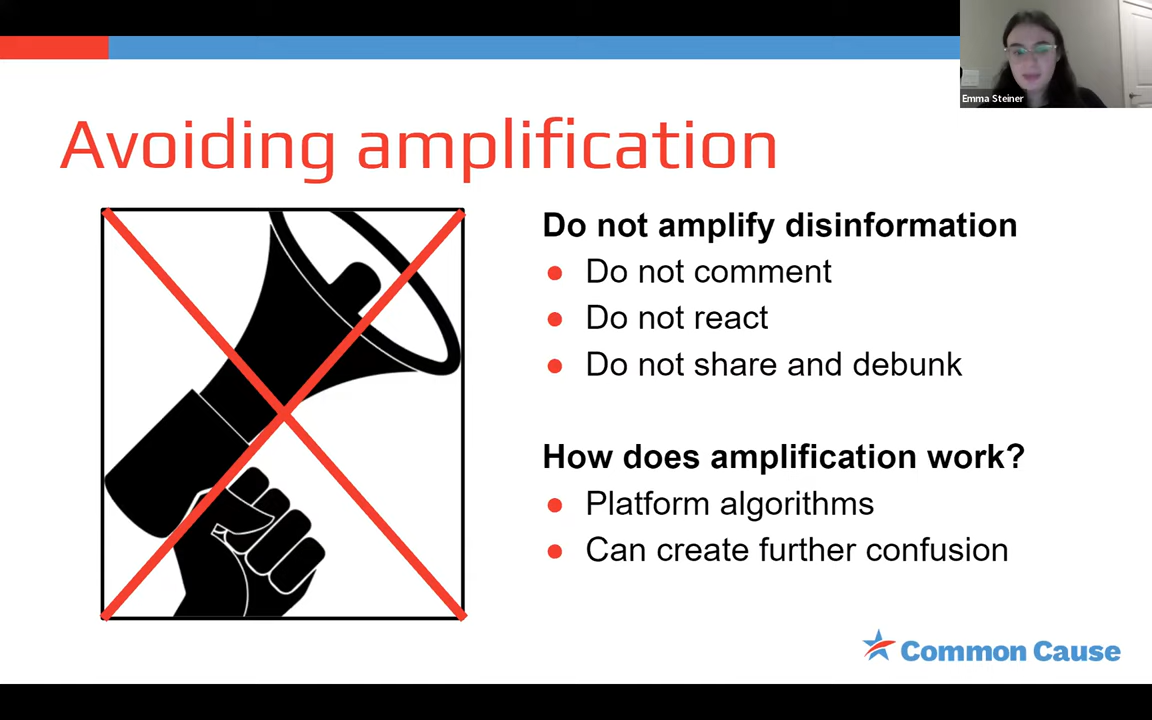 Emma Steiner
Avoiding amplification
Do not amplify disinformation
● Do not comment
● Do not react
● Do not share and debunk
How does amplification work?
● Platform algorithms
● Can create further confusion
Common Cause